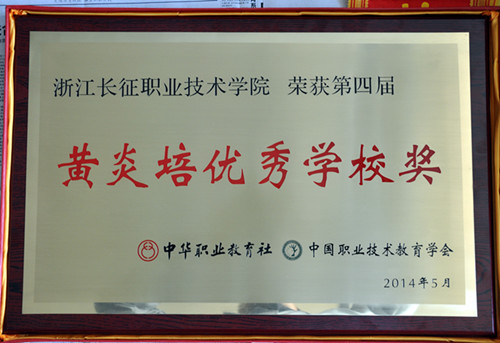 浙江长征职业技术学院 荣获第四届
黄炎培优秀学校奖
中华职业教育社 中国职业技术教育学会
2014年5月